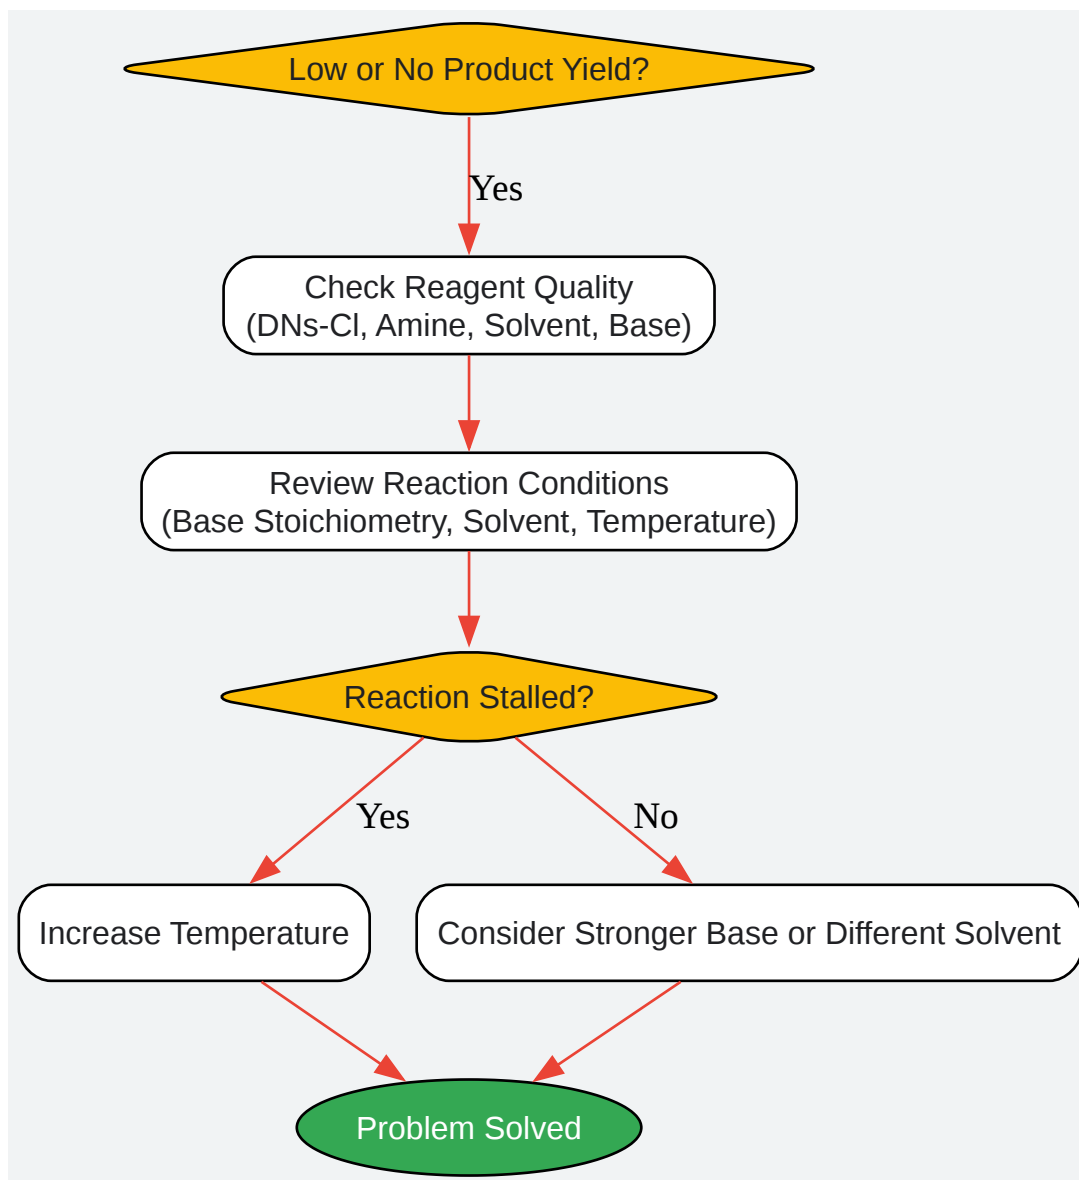 Low or No Product Yield?
Yes
Check Reagent Quality
(DNs-Cl, Amine, Solvent, Base)
Review Reaction Conditions
(Base Stoichiometry, Solvent, Temperature)
Reaction Stalled?
Yes
No
Increase Temperature
Consider Stronger Base or Different Solvent
Problem Solved